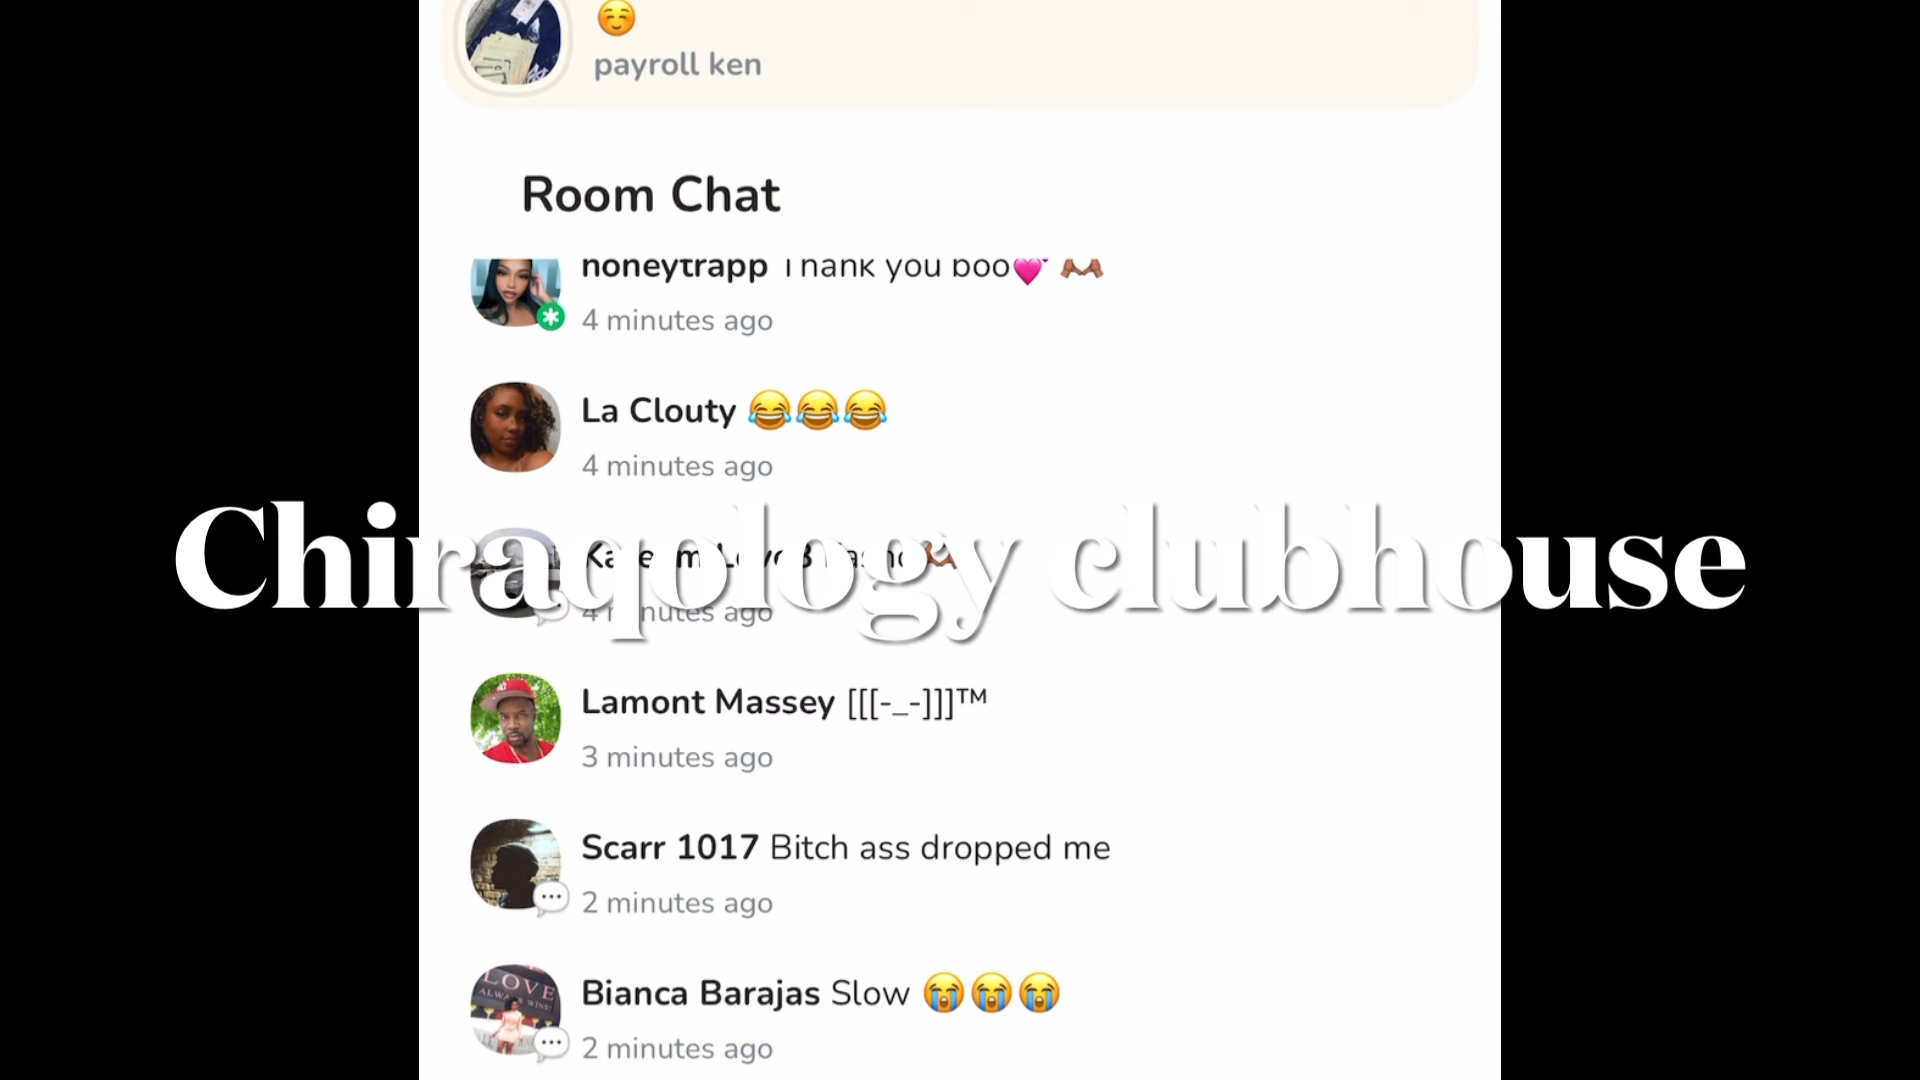 ☺️
payroll ken
Room Chat
honeytrapp Thank you boo💕 🫶🏾
4 minutes ago
La Clouty 😂😂😂
4 minutes ago
Chiraqology clubhouse
Lamont Massey [[[-_-]]]™
3 minutes ago
Scarr 1017 Bitch ass dropped me
2 minutes ago
LOVE
Bianca Barajas Slow 😭😭😭
2 minutes ago